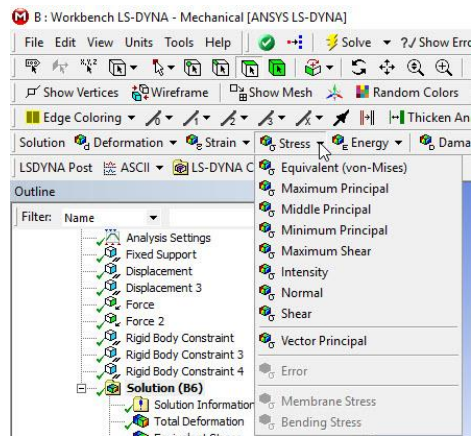 B : Workbench LS-DYNA - Mechanical [ANSYS LS-DYNA]
File Edit View Units Tools Help Solve ?/ Show Erro
Show Vertices Wireframe Show Mesh Random Colors
Edge Coloring Thicken An
Solution Deformation Strain Stress Energy Dama
LSDYNA Post ASCII LS-DYNA C
Equivalent (von-Mises)
Maximum Principal
Middle Principal
Minimum Principal
Maximum Shear
Intensity
Normal
Shear
Vector Principal
Error
Membrane Stress
Bending Stress
Outline
Filter: Name
Analysis Settings
Fixed Support
Displacement
Displacement 3
Force
Force 2
Rigid Body Constraint
Rigid Body Constraint 3
Rigid Body Constraint 4
Solution (B6)
Solution Information
Total Deformation